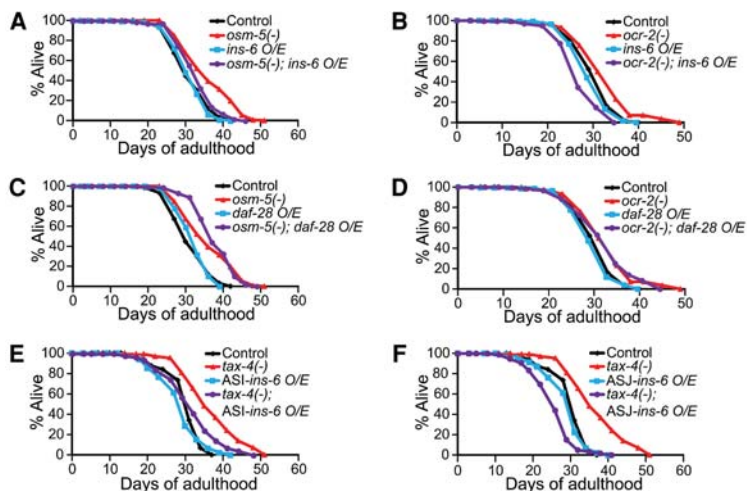 A
% Alive
100
80
60
40
20
0
0 10 20 30 40 50 60
Days of adulthood
Control
osm-5(-)
ins-6 O/E
osm-5(-); ins-6 O/E
B
% Alive
100
80
60
40
20
0
0 10 20 30 40 50
Days of adulthood
Control
ocr-2(-)
ins-6 O/E
ocr-2(-); ins-6 O/E
C
% Alive
100
80
60
40
20
0
0 10 20 30 40 50 60
Days of adulthood
Control
osm-5(-)
daf-28 O/E
osm-5(-); daf-28 O/E
D
% Alive
100
80
60
40
20
0
0 10 20 30 40 50
Days of adulthood
Control
ocr-2(-)
daf-28 O/E
ocr-2(-); daf-28 O/E
E
% Alive
100
80
60
40
20
0
0 10 20 30 40 50 60
Days of adulthood
Control
tax-4(-)
ASI-ins-6 O/E
tax-4(-);
ASI-ins-6 O/E
F
% Alive
100
80
60
40
20
0
0 10 20 30 40 50 60
Days of adulthood
Control
tax-4(-)
ASJ-ins-6 O/E
tax-4(-);
ASJ-ins-6 O/E